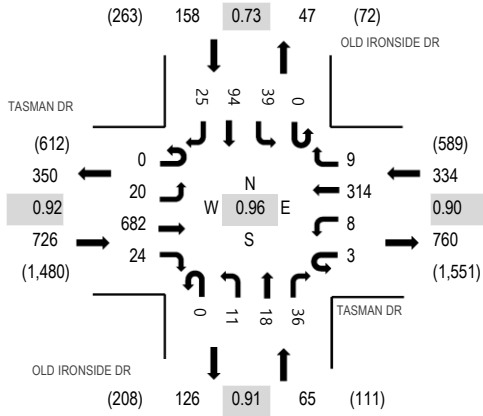 (263) 158 0.73 47 (72)
OLD IRONSIDE DR
25 94 39 0
TASMAN DR
(612) (589)
0 9
350 334
20 N 314
0.92 W 0.96 E 0.90
682 8
726 S 760
24 3
(1,480) (1,551)
0 11 18 36
TASMAN DR
OLD IRONSIDE DR
(208) 126 0.91 65 (111)